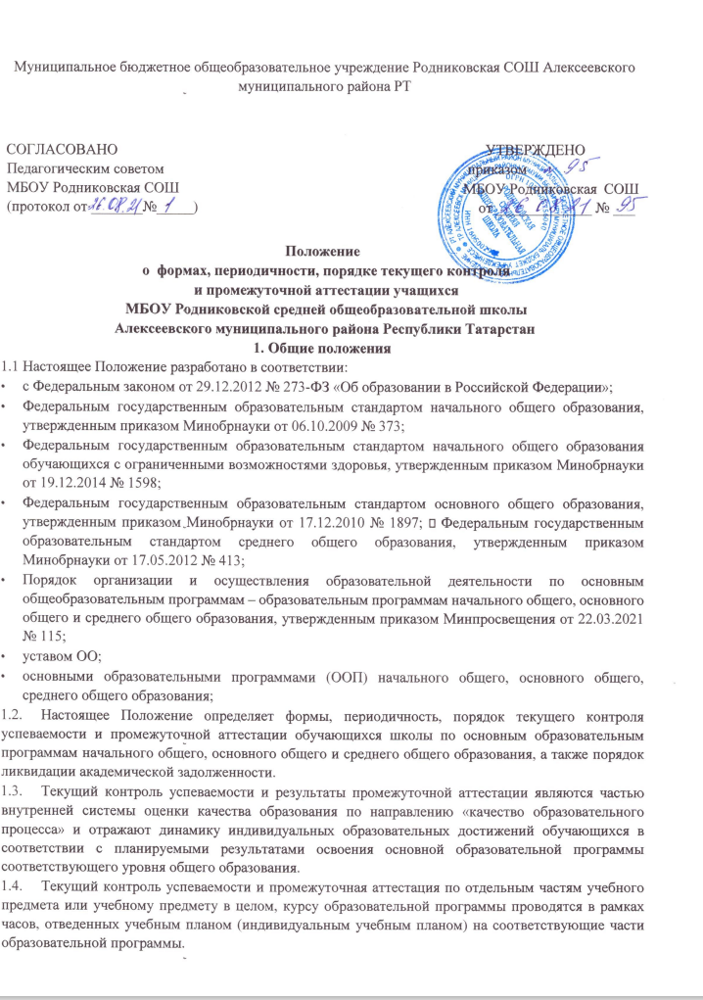 Муниципальное бюджетное общеобразовательное учреждение Родниковская СОШ Алексеевского
муниципального района РТ
СОГЛАСОВАНО
УТВЕРЖДЕНО
Педагогическим советом
приказом 95
МБОУ Родниковская СОШ
МБОУ Родниковская СОШ
(протокол от 26.08.21 № 1 )
от 26.08.21 № 95
Положение
о формах, периодичности, порядке текущего контроля
и промежуточной аттестации учащихся
МБОУ Родниковской средней общеобразовательной школы
Алексеевского муниципального района Республики Татарстан
1. Общие положения
1.1 Настоящее Положение разработано в соответствии:
• с Федеральным законом от 29.12.2012 № 273-ФЗ «Об образовании в Российской Федерации»;
• Федеральным государственным образовательным стандартом начального общего образования,
утвержденным приказом Минобрнауки от 06.10.2009 № 373;
• Федеральным государственным образовательным стандартом начального общего образования
обучающихся с ограниченными возможностями здоровья, утвержденным приказом Минобрнауки
от 19.12.2014 № 1598;
• Федеральным государственным образовательным стандартом основного общего образования,
утвержденным приказом Минобрнауки от 17.12.2010 № 1897; ▯ Федеральным государственным
образовательным стандартом среднего общего образования, утвержденным приказом
Минобрнауки от 17.05.2012 № 413;
• Порядок организации и осуществления образовательной деятельности по основным
общеобразовательным программам – образовательным программам начального общего, основного
общего и среднего общего образования, утвержденным приказом Минпросвещения от 22.03.2021
№ 115;
• уставом ОО;
• основными образовательными программами (ООП) начального общего, основного общего,
среднего общего образования;
1.2. Настоящее Положение определяет формы, периодичность, порядок текущего контроля
успеваемости и промежуточной аттестации обучающихся школы по основным образовательным
программам начального общего, основного общего и среднего общего образования, а также порядок
ликвидации академической задолженности.
1.3. Текущий контроль успеваемости и результаты промежуточной аттестации являются частью
внутренней системы оценки качества образования по направлению «качество образовательного
процесса» и отражают динамику индивидуальных образовательных достижений обучающихся в
соответствии с планируемыми результатами освоения основной образовательной программы
соответствующего уровня общего образования.
1.4. Текущий контроль успеваемости и промежуточная аттестация по отдельным частям учебного
предмета или учебному предмету в целом, курсу образовательной программы проводятся в рамках
часов, отведенных учебным планом (индивидуальным учебным планом) на соответствующие части
образовательной программы.
РОДНИКОВСКАЯ
СРЕДНЯЯ
ОБЩЕОБРАЗОВАТЕЛЬНАЯ
ШКОЛА